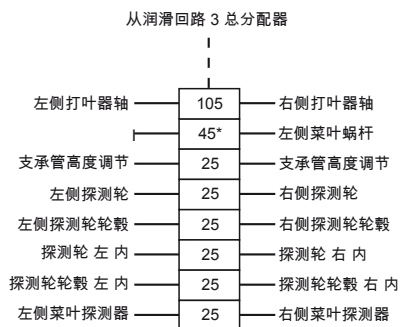 从润滑回路 3 总分配器
左侧打叶器轴 105 右侧打叶器轴
45* 左侧菜叶蜗杆
支承管高度调节 25 支承管高度调节
左侧探测轮 25 右侧探测轮
左侧探测轮轮毂 25 右侧探测轮轮毂
探测轮 左 内 25 探测轮 右 内
探测轮轮毂 左 内 25 探测轮轮毂 右 内
左侧菜叶探测器 25 右侧菜叶探测器